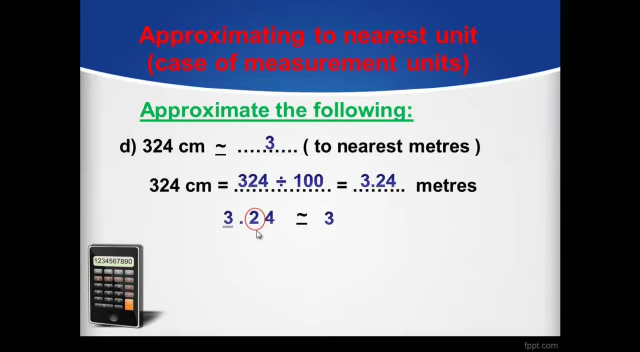 Approximating to nearest unit
(case of measurement units)
Approximate the following:
d) 324 cm ≃ ...3....... ( to nearest metres )
324 cm = 324 ÷ 100 = 3.24 metres
3 . 2 4 ≃ 3
1234567890
fppt.com